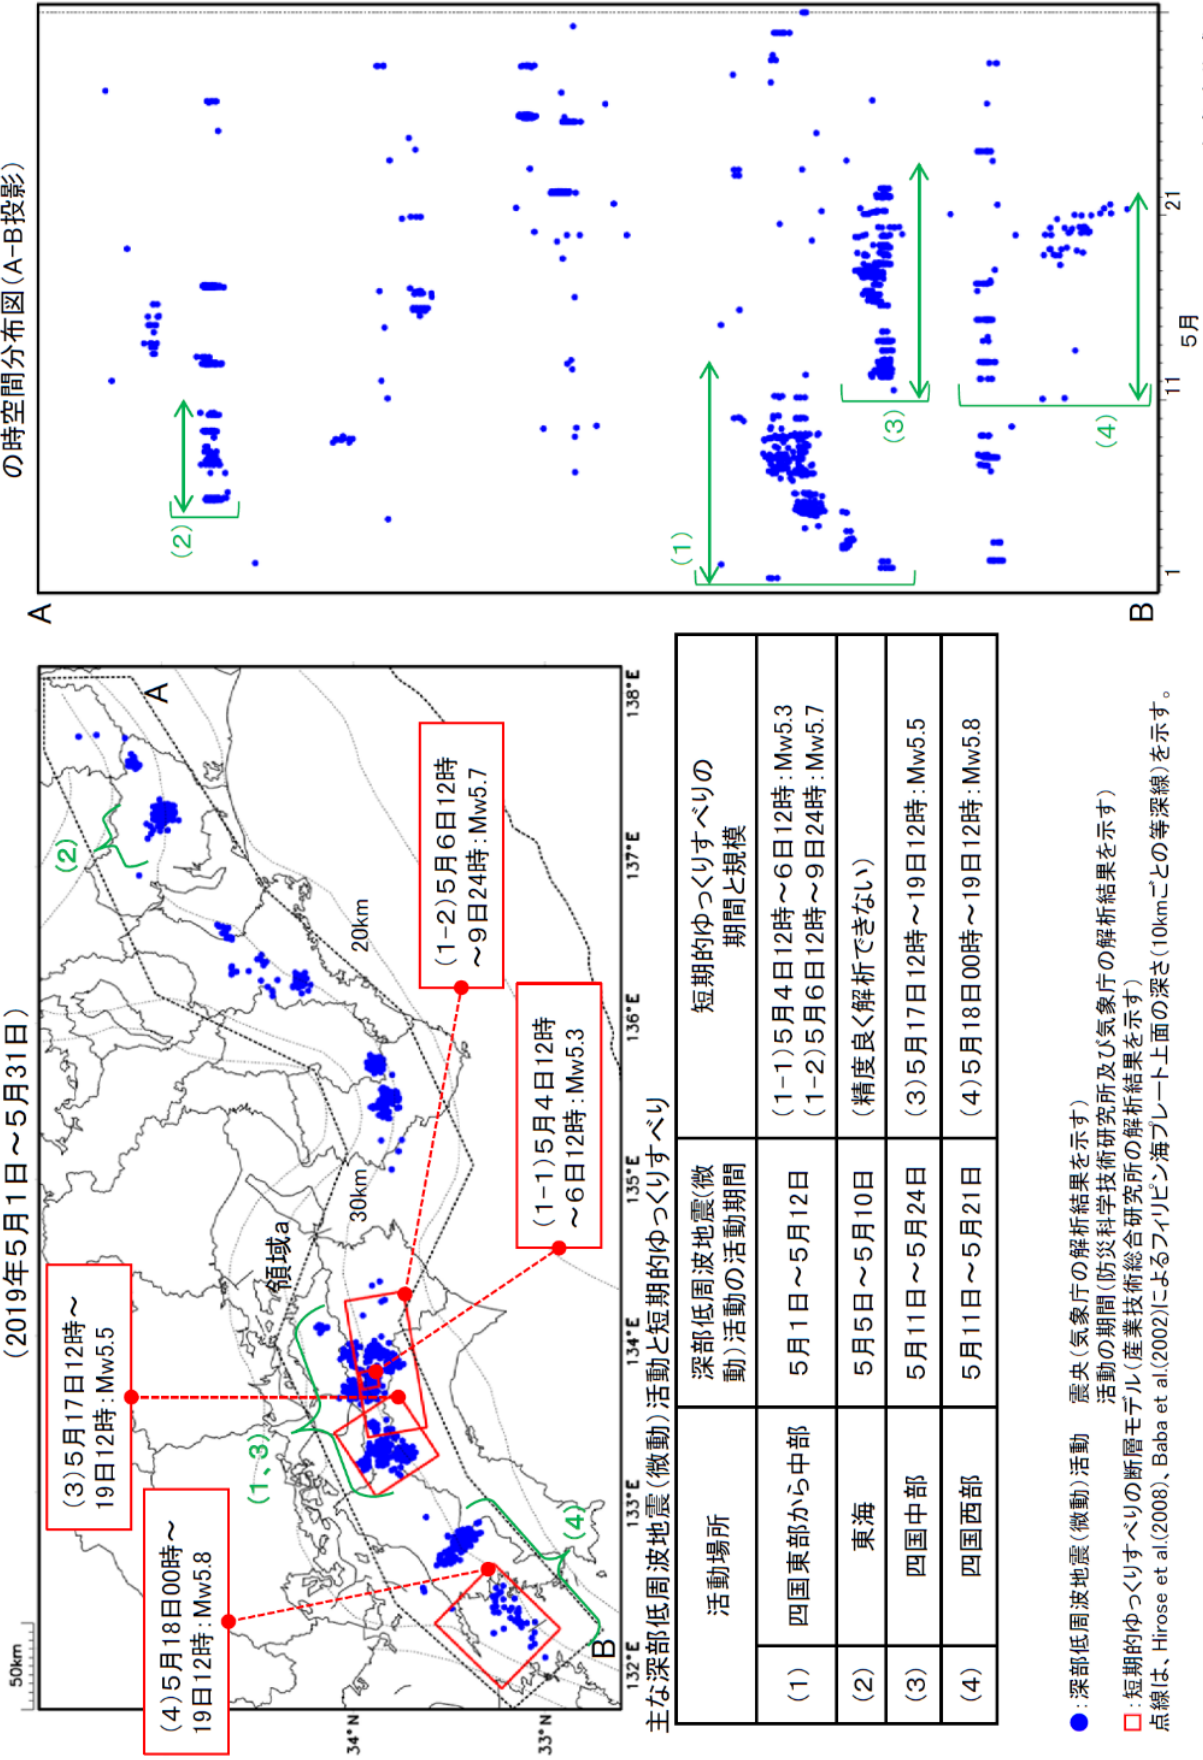 (2019年5月1日～5月31日)
の時空間分布図(A-B投影)
50km
34°N
33°N
132°E
133°E
134°E
135°E
136°E
137°E
138°E
A
B
領域a
20km
30km
(2)
(1、3)
(4)
(4)5月18日00時～
19日12時：Mw5.8
(3)5月17日12時～
19日12時：Mw5.5
(1-1)5月4日12時
～6日12時：Mw5.3
(1-2)5月6日12時
～9日24時：Mw5.7
A
B
(2)
(1)
(3)
(4)
1
11
21
5月
主な深部低周波地震(微動)活動と短期的ゆっくりすべり
活動場所
深部低周波地震(微
動)活動の活動期間
短期的ゆっくりすべりの
期間と規模
(1)
四国東部から中部
5月1日～5月12日
(1-1)5月4日12時～6日12時：Mw5.3
(1-2)5月6日12時～9日24時：Mw5.7
(2)
東海
5月5日～5月10日
(精度良く解析できない)
(3)
四国中部
5月11日～5月24日
(3)5月17日12時～19日12時：Mw5.5
(4)
四国西部
5月11日～5月21日
(4)5月18日00時～19日12時：Mw5.8
●：深部低周波地震(微動)活動 震央(気象庁の解析結果を示す)
活動の期間(防災科学技術研究所及び気象庁の解析結果を示す)
□：短期的ゆっくりすべりの断層モデル(産業技術総合研究所の解析結果を示す)
点線は、Hirose et al.(2008)、Baba et al.(2002)によるフィリピン海プレート上面の深さ(10kmごとの等深線)を示す。